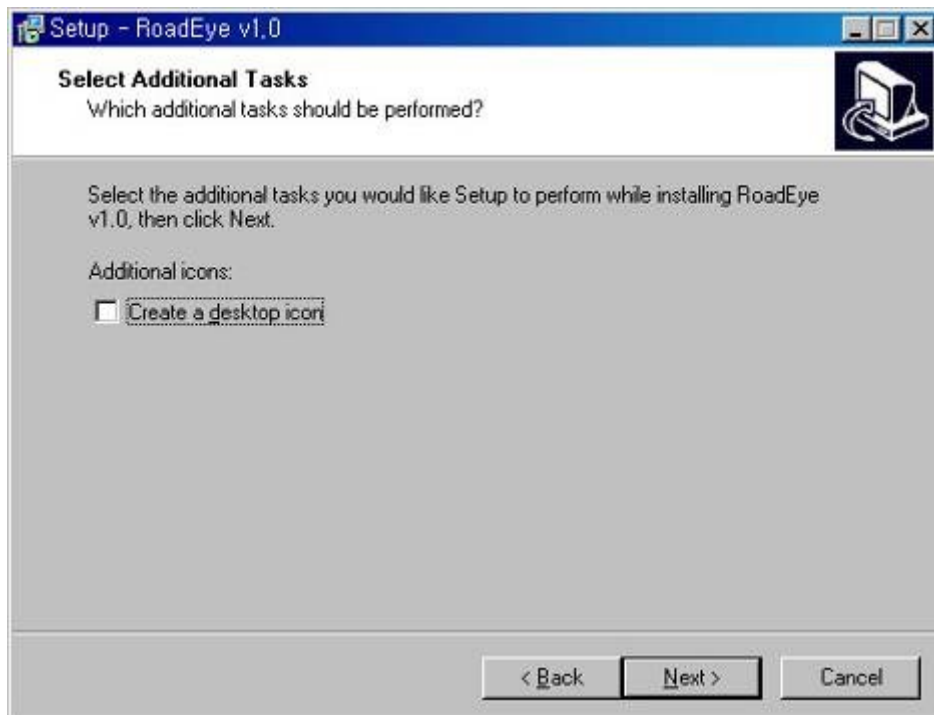 Setup - RoadEye v1.0
Select Additional Tasks
Which additional tasks should be performed?
Select the additional tasks you would like Setup to perform while installing RoadEye
v1.0, then click Next.
Additional icons:
Create a desktop icon
< Back Next > Cancel